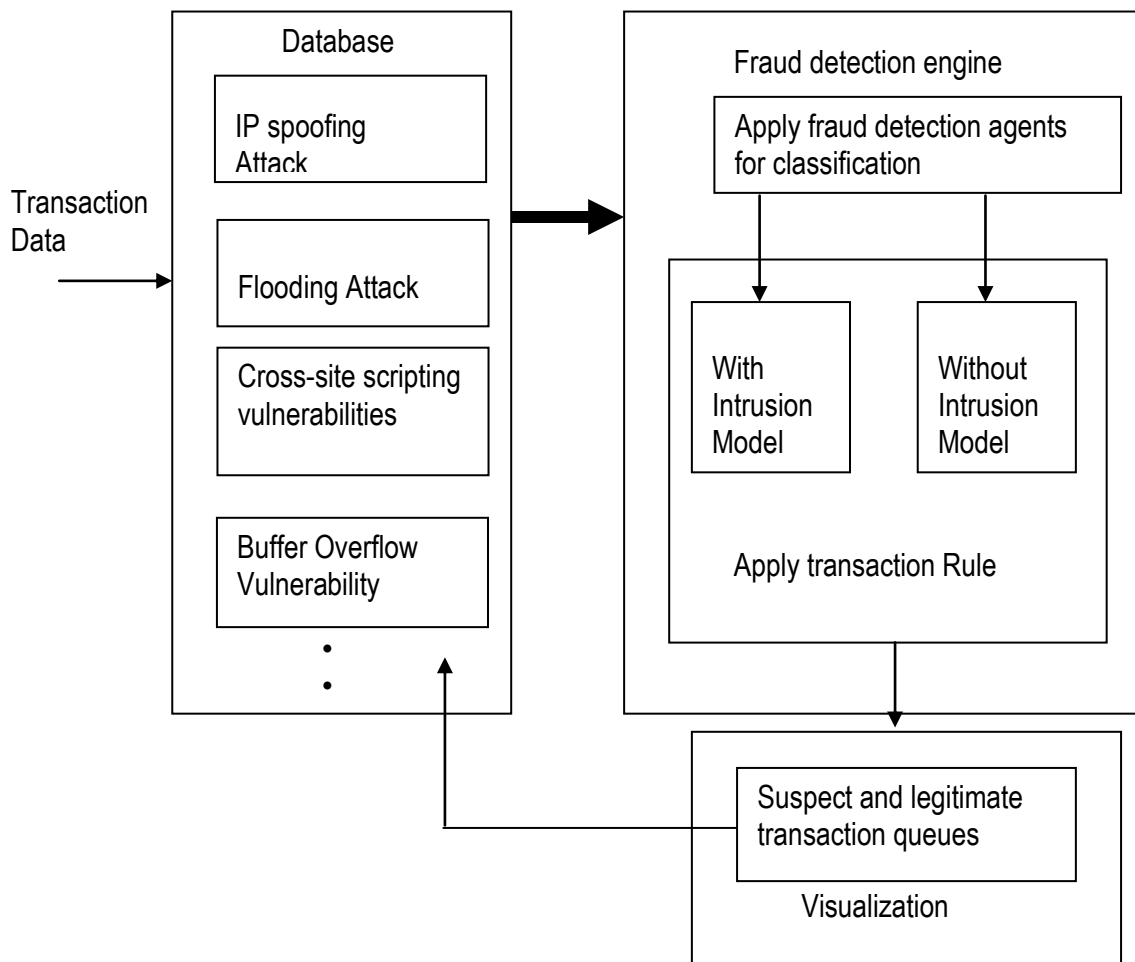 Database
IP spoofing
Attack
Transaction
Data
Flooding Attack
Cross-site scripting
vulnerabilities
Buffer Overflow
Vulnerability
Fraud detection engine
Apply fraud detection agents
for classification
With
Intrusion
Model
Without
Intrusion
Model
Apply transaction Rule
Suspect and legitimate
transaction queues
Visualization